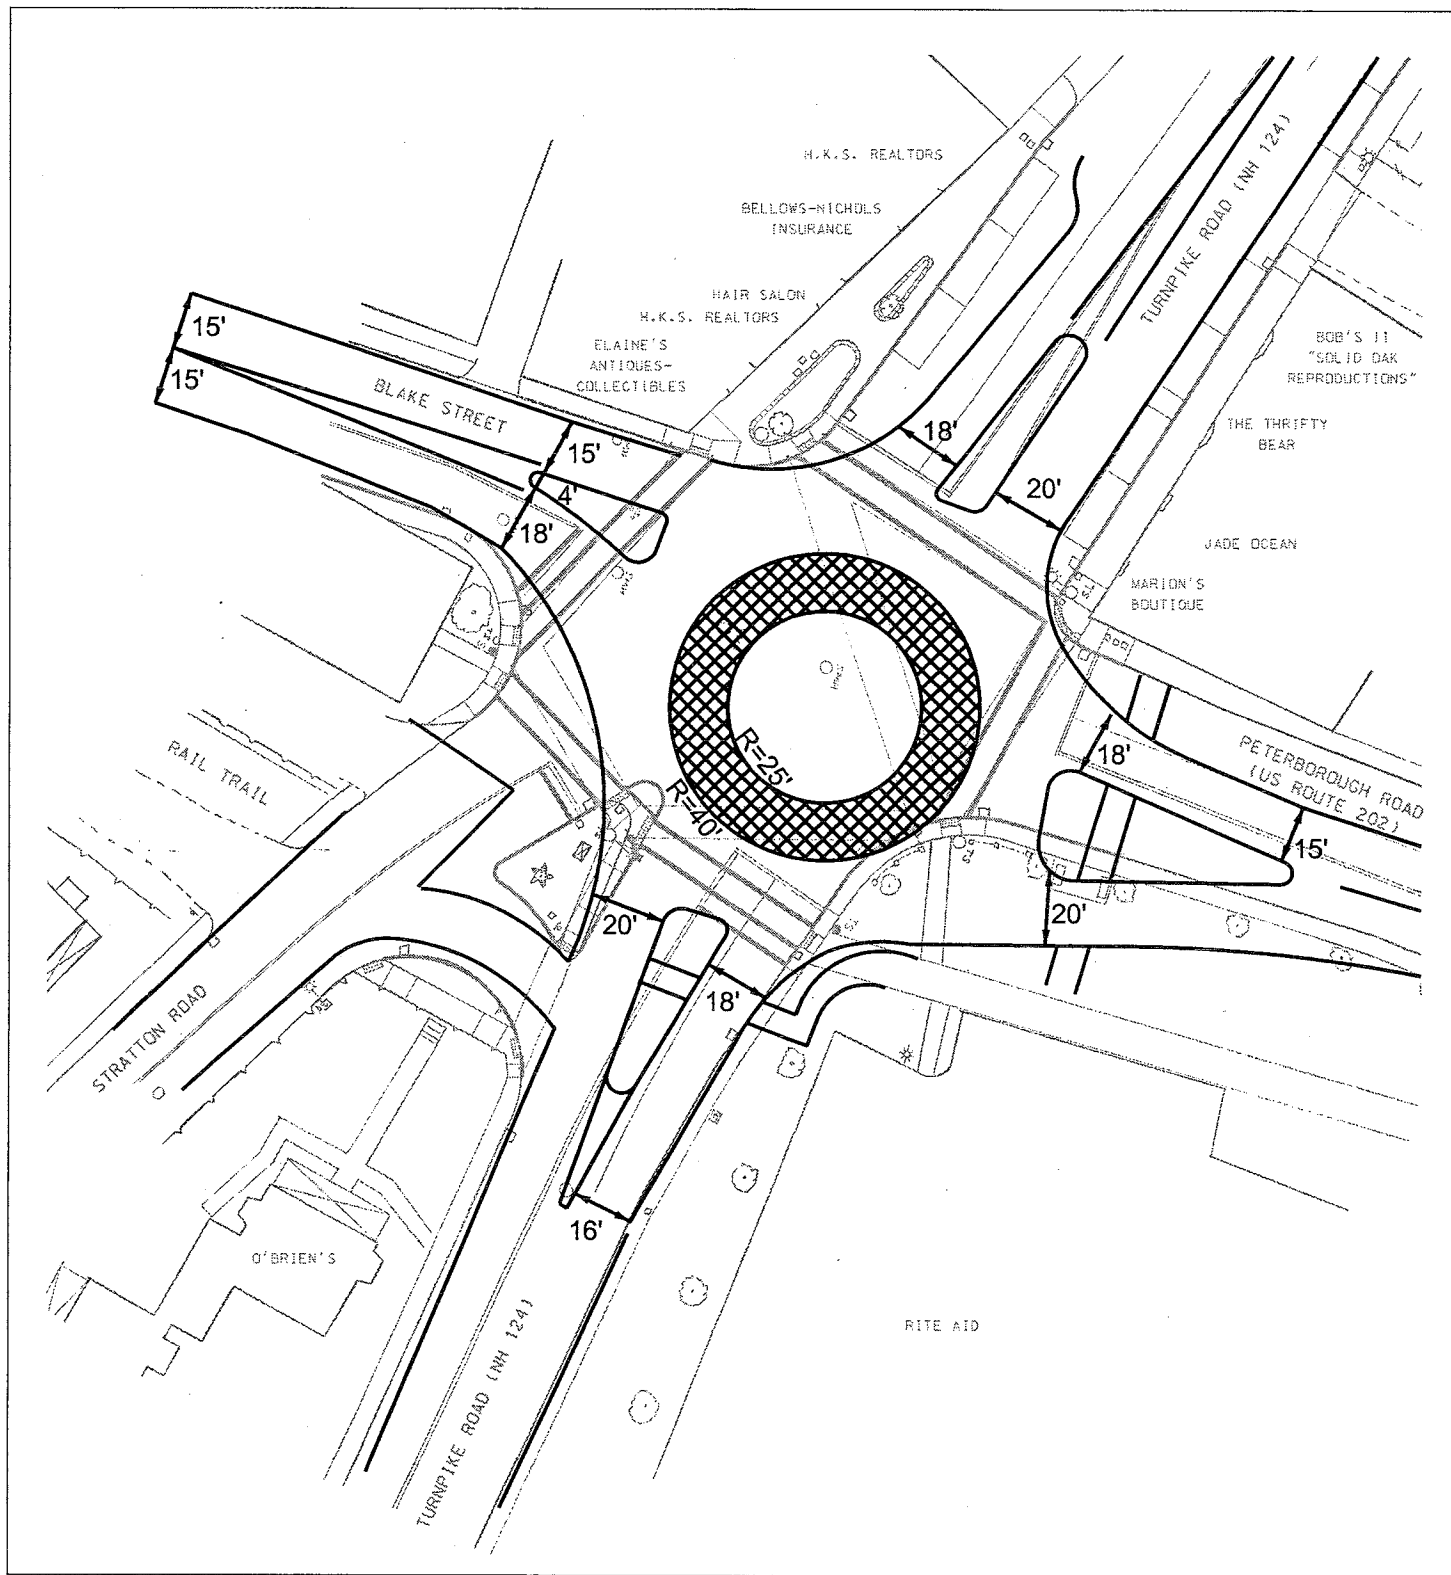 H.K.S. REALTORS
BELLOWS-NICHOLS
INSURANCE
HAIR SALON
H.K.S. REALTORS
ELAINE'S
ANTIQUES-
COLLECTIBLES
TURNPIKE ROAD (NH 124)
BOB'S II
"SOLID OAK
REPRODUCTIONS"
THE THRIFTY
BEAR
JADE OCEAN
MARION'S
BOUTIQUE
15'
15'
BLAKE STREET
15'
4'
18'
18'
20'
R=25'
R=40'
RAIL TRAIL
PETERBOROUGH ROAD
(US ROUTE 202)
18'
15'
20'
20'
18'
16'
STRATTON ROAD
O'BRIEN'S
TURNPIKE ROAD (NH 124)
RITE AID